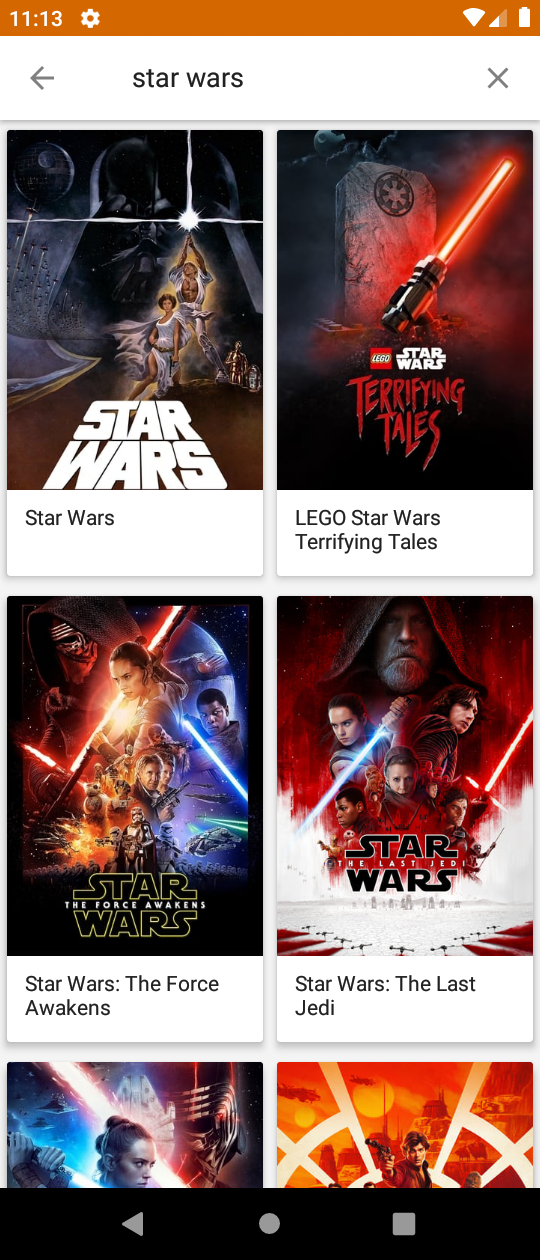 11:13
star wars
STAR
WARS
Star Wars
LEGO STAR
WARS
TERRIFYING
TALES
LEGO Star Wars
Terrifying Tales
STAR
THE FORCE AWAKENS
WARS
Star Wars: The Force
Awakens
STAR
THE LAST JEDI
WARS
Star Wars: The Last
Jedi